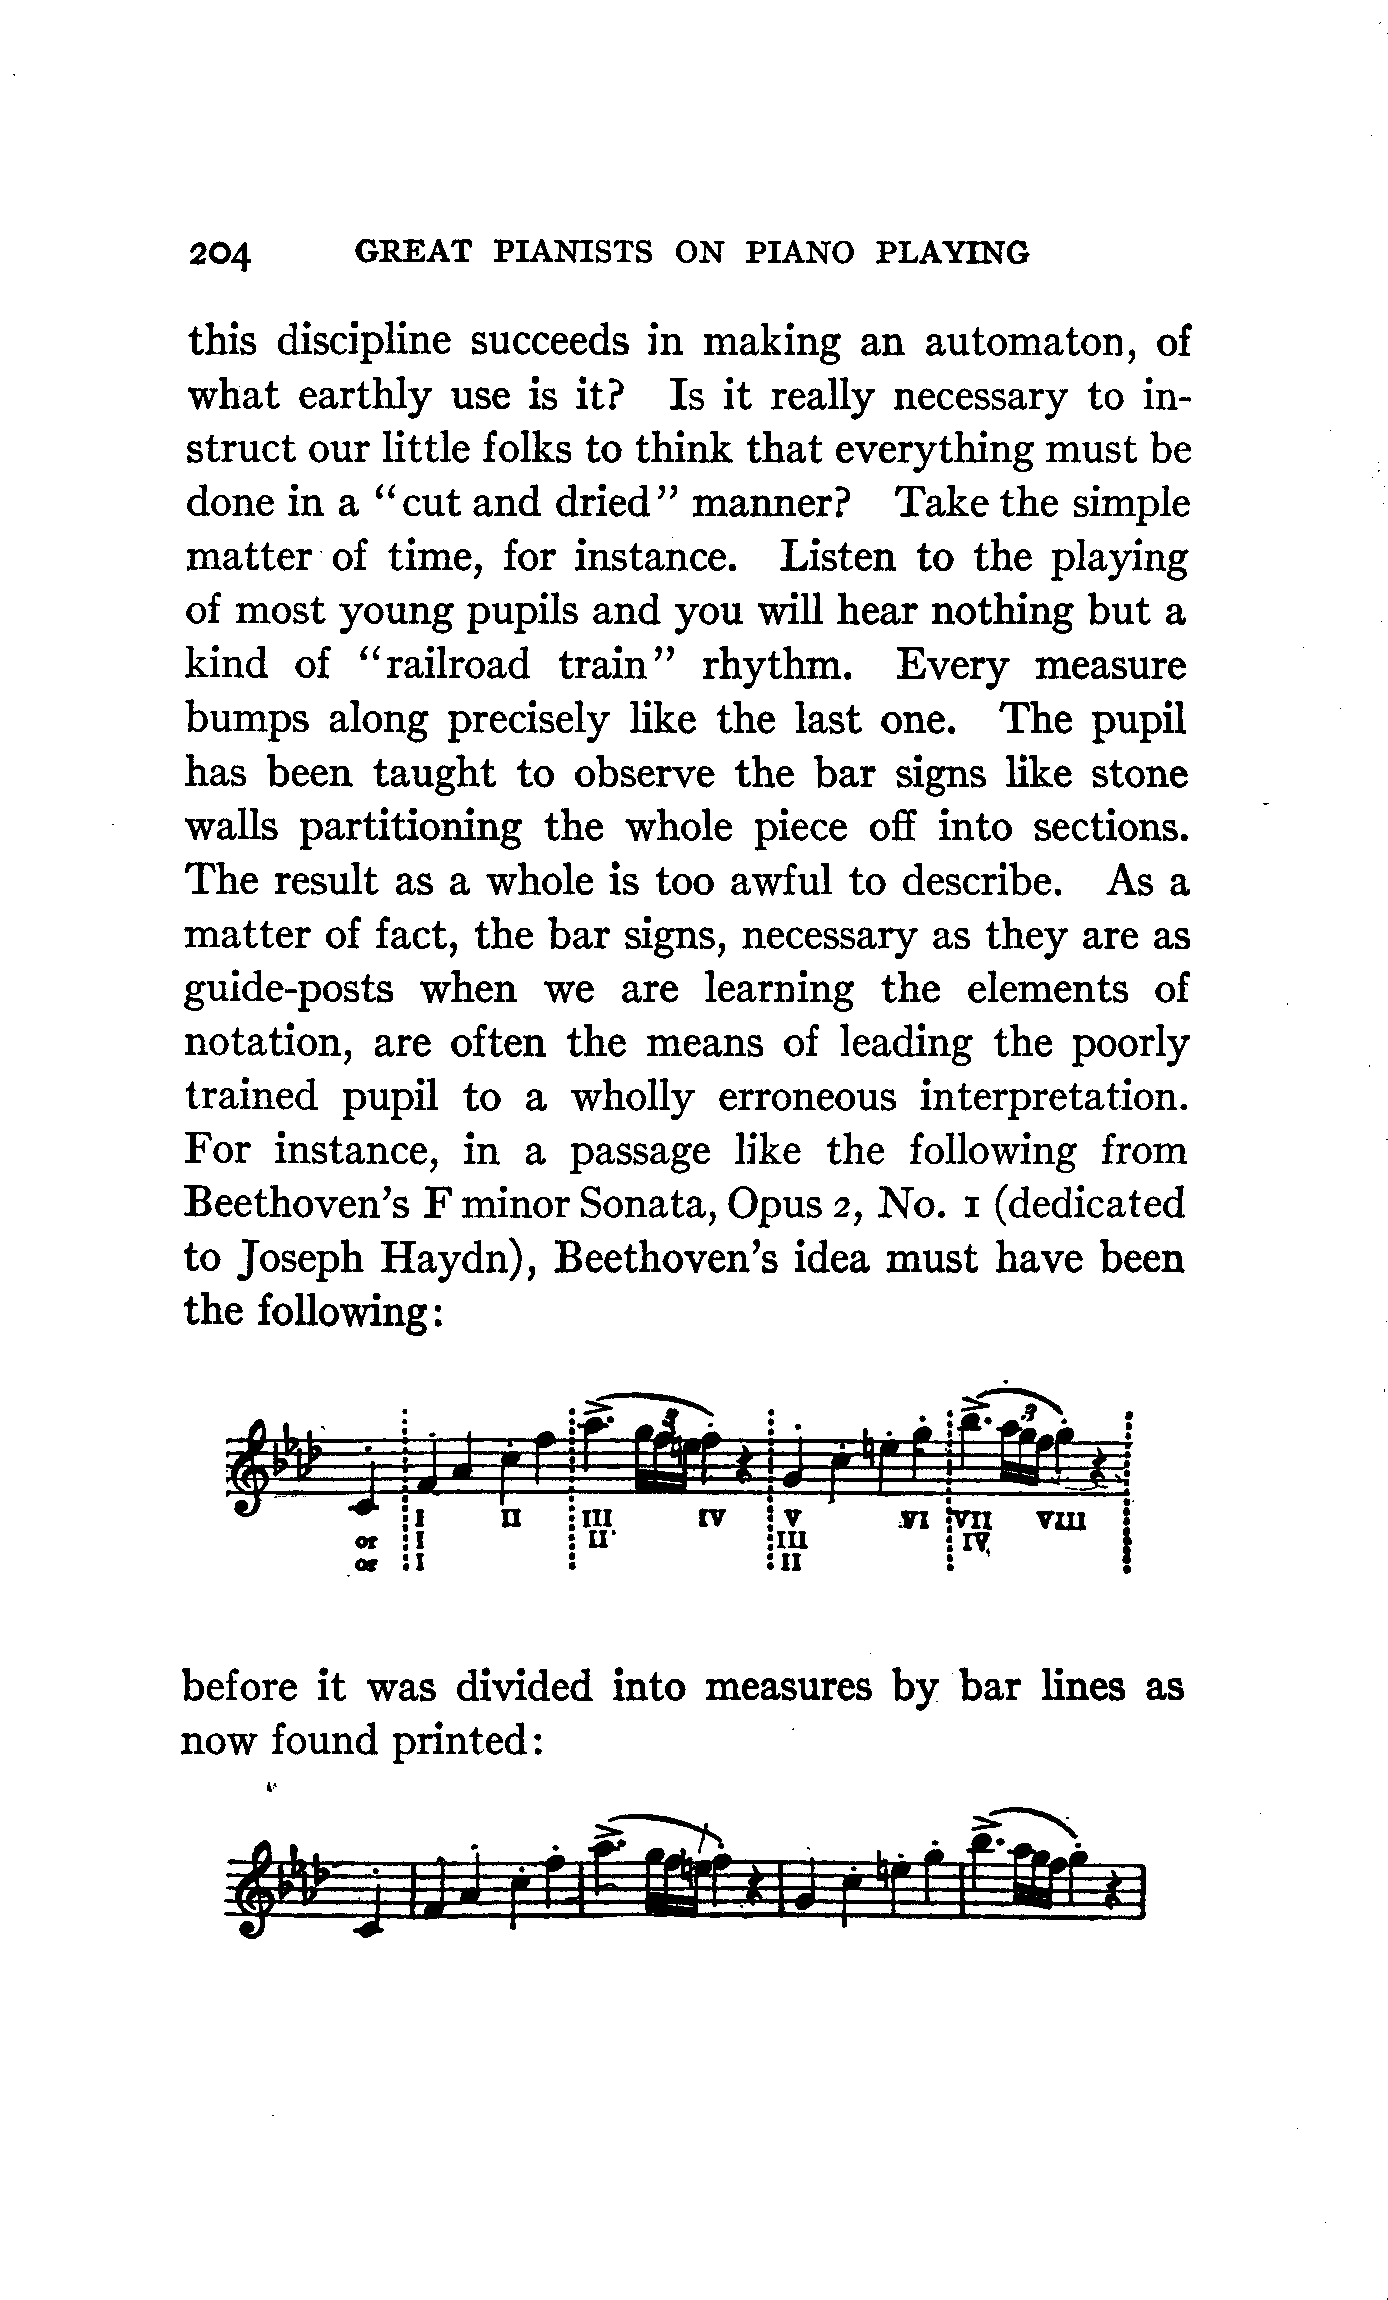 204 GREAT PIANISTS ON PIANO PLAYING
this discipline succeeds in making an automaton, of
what earthly use is it? Is it really necessary to in-
struct our little folks to think that everything must be
done in a "cut and dried" manner? Take the simple
matter of time, for instance. Listen to the playing
of most young pupils and you will hear nothing but a
kind of "railroad train" rhythm. Every measure
bumps along precisely like the last one. The pupil
has been taught to observe the bar signs like stone
walls partitioning the whole piece off into sections.
The result as a whole is too awful to describe. As a
matter of fact, the bar signs, necessary as they are as
guide-posts when we are learning the elements of
notation, are often the means of leading the poorly
trained pupil to a wholly erroneous interpretation.
For instance, in a passage like the following from
Beethoven's F minor Sonata, Opus 2, No. 1 (dedicated
to Joseph Haydn), Beethoven's idea must have been
the following:
3 3
I II III IV V VI VII VIII
or I II III IV
or I II
before it was divided into measures by bar lines as
now found printed: